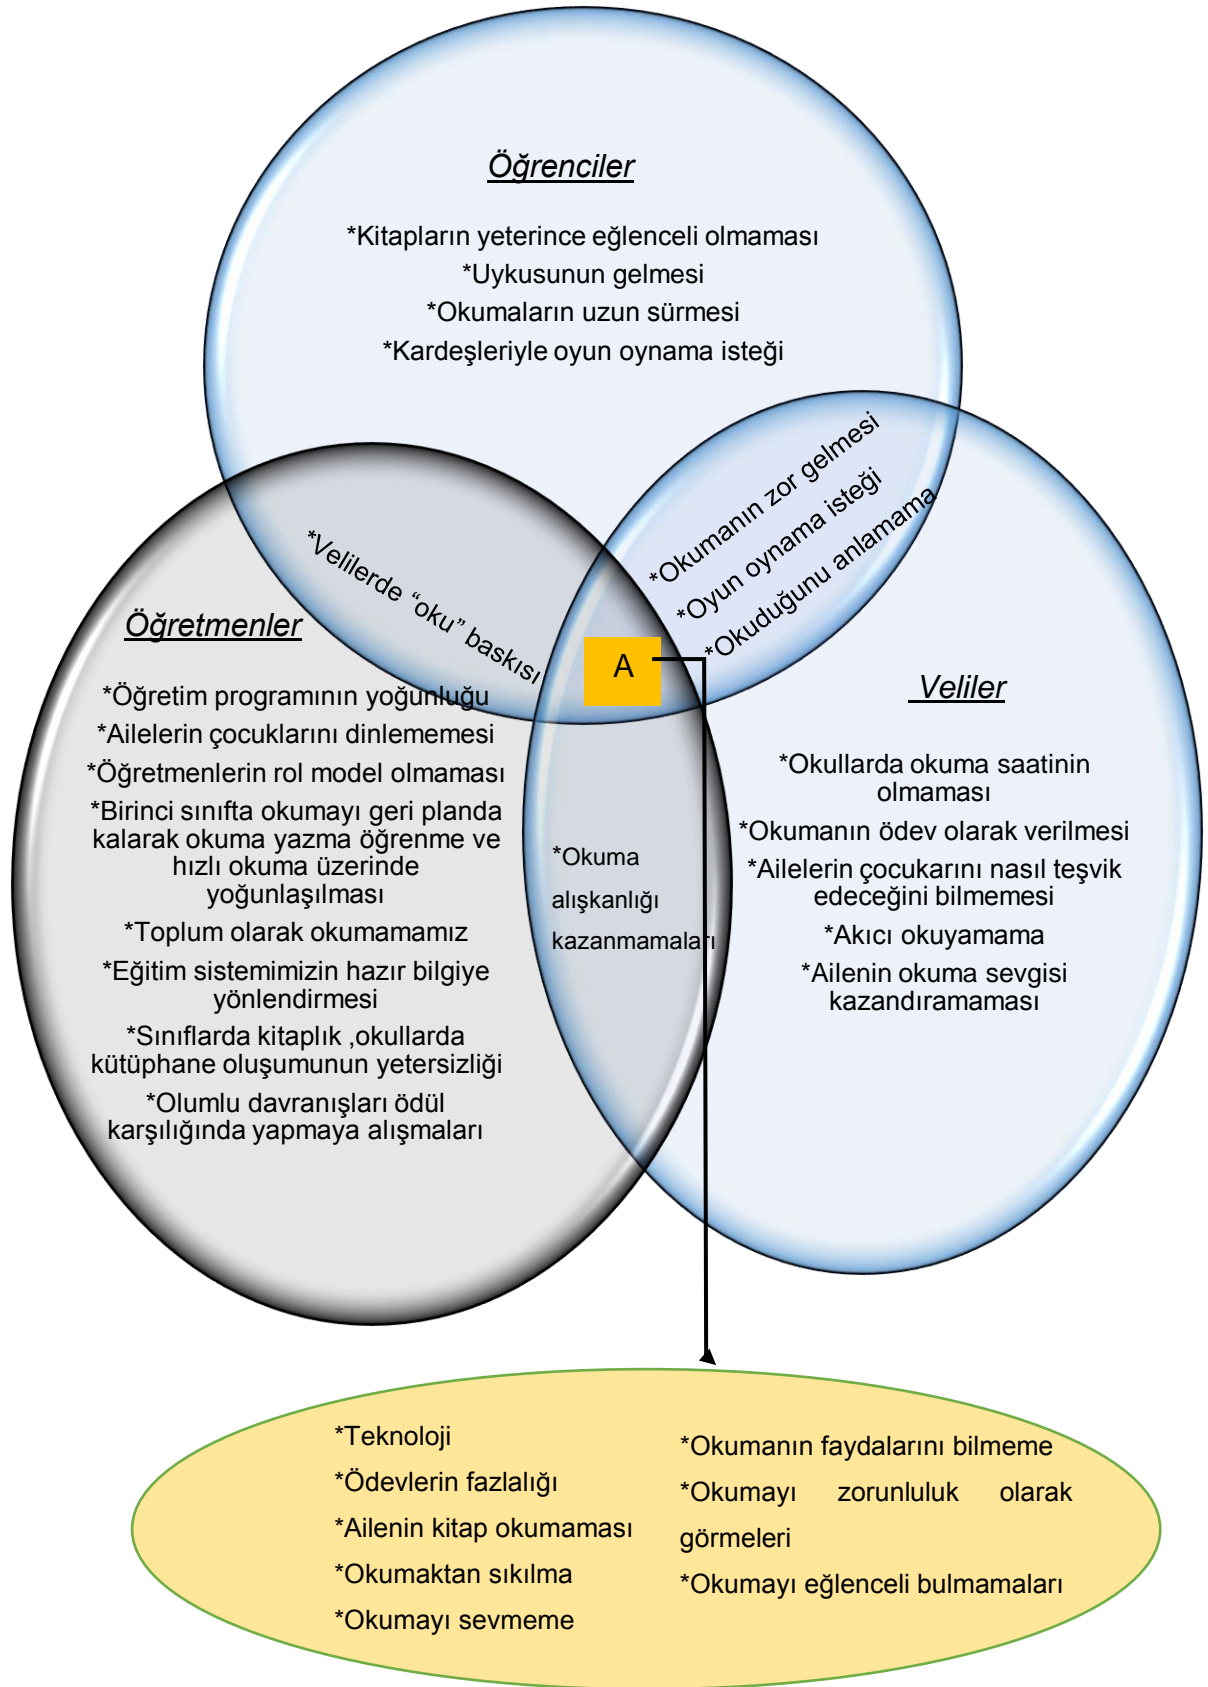 Öğrenciler
*Kitapların yeterince eğlenceli olmaması
*Uykusunun gelmesi
*Okumaların uzun sürmesi
*Kardeşleriyle oyun oynama isteği
*Okumanın zor gelmesi
*Oyun oynama isteği
*Okuduğunu anlamama
*Velilerde “oku” baskısı
A
Öğretmenler
*Öğretim programının yoğunluğu
*Ailelerin çocuklarını dinlememesi
*Öğretmenlerin rol model olmaması
*Birinci sınıfta okumayı geri planda
kalarak okuma yazma öğrenme ve
hızlı okuma üzerinde
yoğunlaşılması
*Toplum olarak okumamamız
*Eğitim sistemimizin hazır bilgiye
yönlendirmesi
*Sınıflarda kitaplık ,okullarda
kütüphane oluşumunun yetersizliği
*Olumlu davranışları ödül
karşılığında yapmaya alışmaları
*Okuma
alışkanlığı
kazanmamaları
Veliler
*Okullarda okuma saatinin
olmaması
*Okumanın ödev olarak verilmesi
*Ailelerin çocukarını nasıl teşvik
edeceğini bilmemesi
*Akıcı okuyamama
*Ailenin okuma sevgisi
kazandıramaması
*Teknoloji
*Ödevlerin fazlalığı
*Ailenin kitap okumaması
*Okumaktan sıkılma
*Okumayı sevmeme
*Okumanın faydalarını bilmeme
*Okumayı zorunluluk olarak
görmeleri
*Okumayı eğlenceli bulmamaları